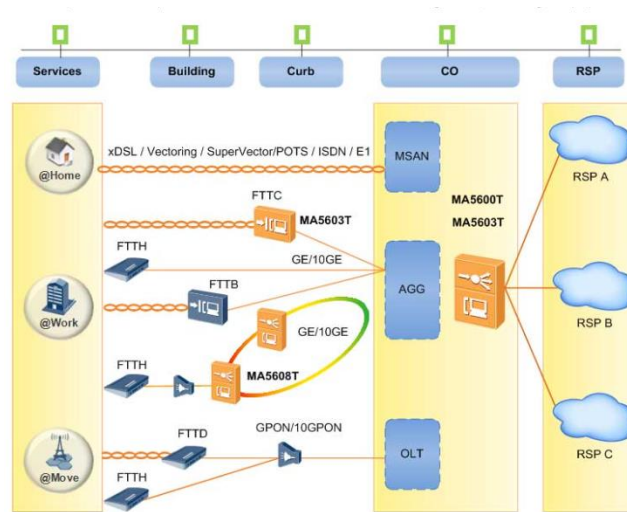 Services
Building
Curb
CO
RSP
@Home
xDSL / Vectoring / SuperVector/POTS / ISDN / E1
MSAN
RSP A
FTTC
MA5603T
MA5600T
MA5603T
FTTH
GE/10GE
AGG
@Work
FTTB
GE/10GE
RSP B
FTTH
MA5608T
GPON/10GPON
FTTD
OLT
RSP C
@Move
FTTH